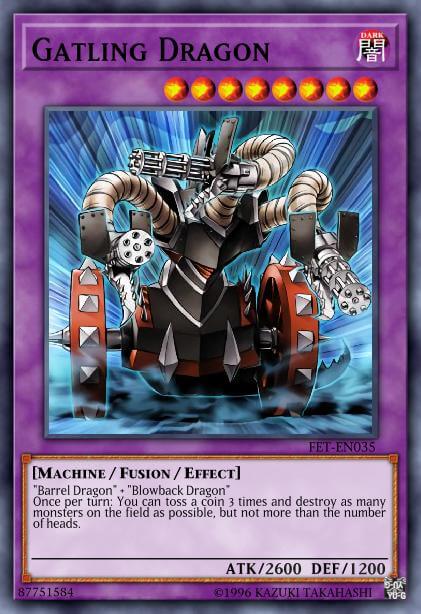 GATLING DRAGON
DARK
闇
FET-EN035
[MACHINE / FUSION / EFFECT]
"Barrel Dragon" + "Blowback Dragon"
Once per turn: You can toss a coin 3 times and destroy as many
monsters on the field as possible, but not more than the number
of heads.
ATK/2600 DEF/1200
87751584
©1996 KAZUKI TAKAHASHI